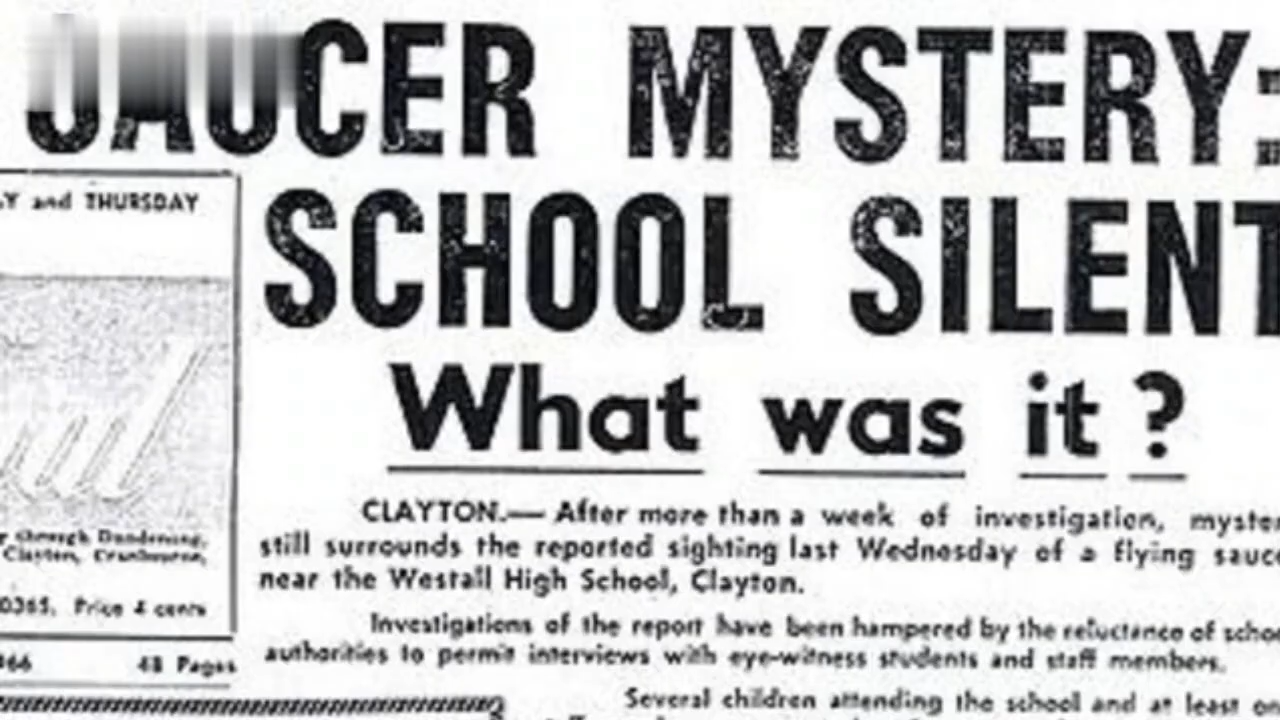 SAUCER MYSTERY:
SCHOOL SILENT
What was it ?
CLAYTON.— After more than a week of investigation, myster
still surrounds the reported sighting last Wednesday of a flying sauce
near the Westall High School, Clayton.
Investigations of the report have been hampered by the reluctance of schoo
authorities to permit interviews with eye-witness students and staff members.
Several children attending the school and at least on
Y and THURSDAY
r through Dandenong,
Clayton, Cranbourne,
0365. Price 4 cents
66 48 Pages